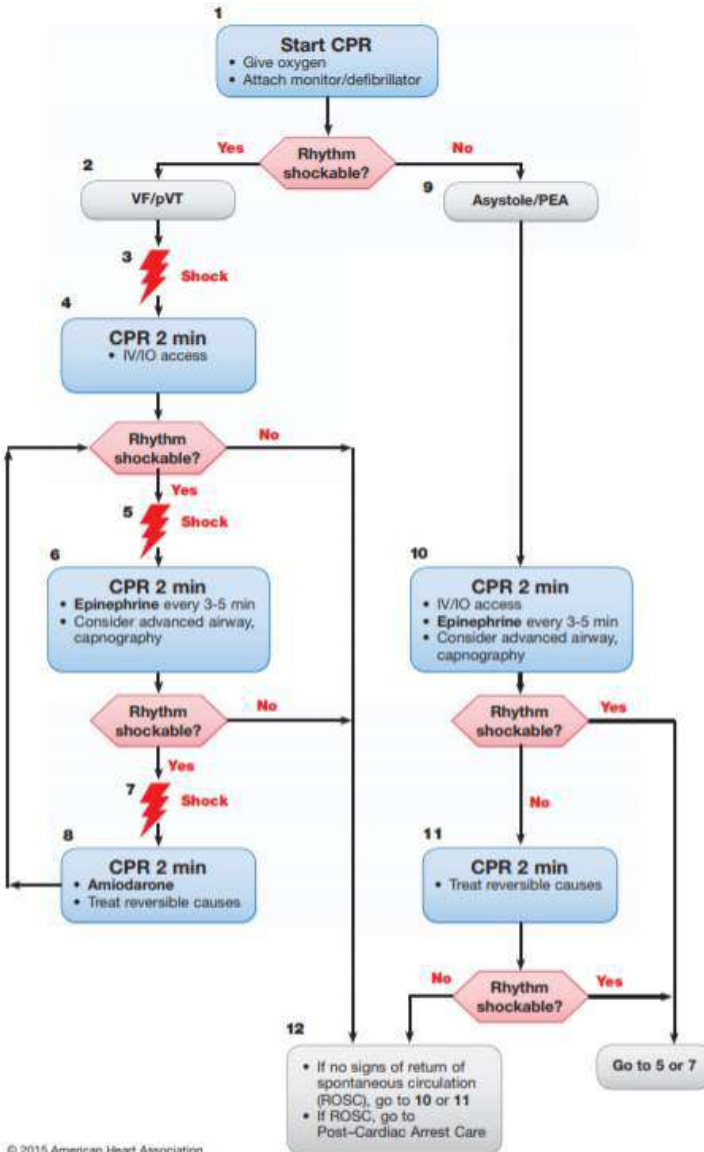 1
Start CPR
• Give oxygen
• Attach monitor/defibrillator
Yes
Rhythm
shockable?
No
2
VF/pVT
9
Asystole/PEA
3
Shock
4
CPR 2 min
• IV/IO access
Rhythm
shockable?
No
Yes
5
Shock
6
CPR 2 min
• Epinephrine every 3-5 min
• Consider advanced airway,
capnography
10
CPR 2 min
• IV/IO access
• Epinephrine every 3-5 min
• Consider advanced airway,
capnography
Rhythm
shockable?
No
Rhythm
shockable?
Yes
Yes
7
Shock
No
8
CPR 2 min
• Amiodarone
• Treat reversible causes
11
CPR 2 min
• Treat reversible causes
No
Rhythm
shockable?
Yes
12
• If no signs of return of
spontaneous circulation
(ROSC), go to 10 or 11
• If ROSC, go to
Post–Cardiac Arrest Care
Go to 5 or 7
© 2015 American Heart Association